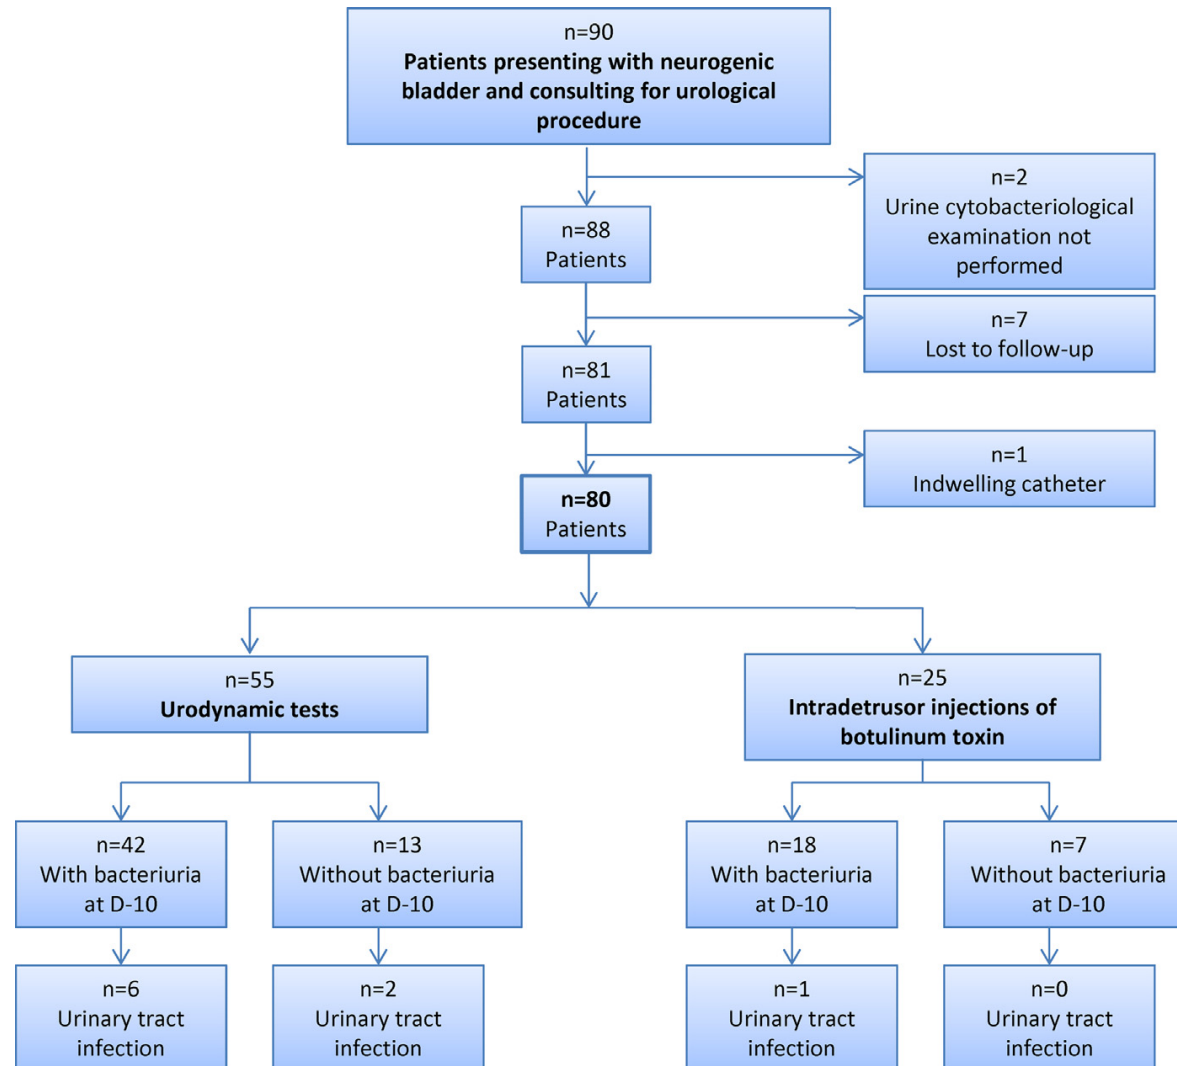 n=90
Patients presenting with neurogenic
bladder and consulting for urological
procedure
n=2
Urine cytobacteriological
examination not
performed
n=88
Patients
n=7
Lost to follow-up
n=81
Patients
n=1
Indwelling catheter
n=80
Patients
n=55
Urodynamic tests
n=25
Intradetrusor injections of
botulinum toxin
n=42
With bacteriuria
at D-10
n=13
Without bacteriuria
at D-10
n=18
With bacteriuria
at D-10
n=7
Without bacteriuria
at D-10
n=6
Urinary tract
infection
n=2
Urinary tract
infection
n=1
Urinary tract
infection
n=0
Urinary tract
infection